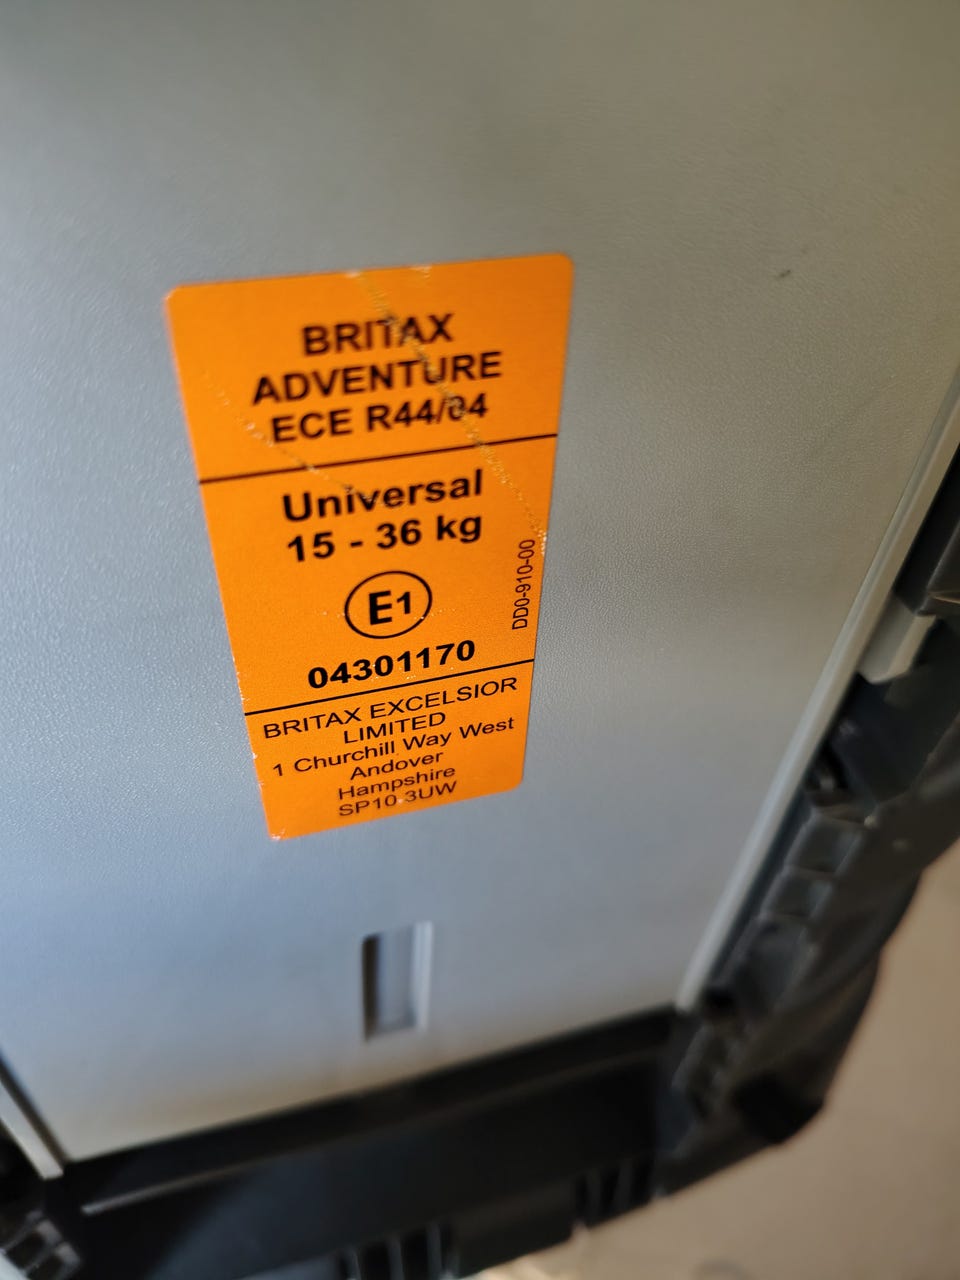 BRITAX
ADVENTURE
ECE R44/04
Universal
15 - 36 kg
E1
04301170
DD0-910-00
BRITAX EXCELSIOR
LIMITED
1 Churchill Way West
Andover
Hampshire
SP10 3UW